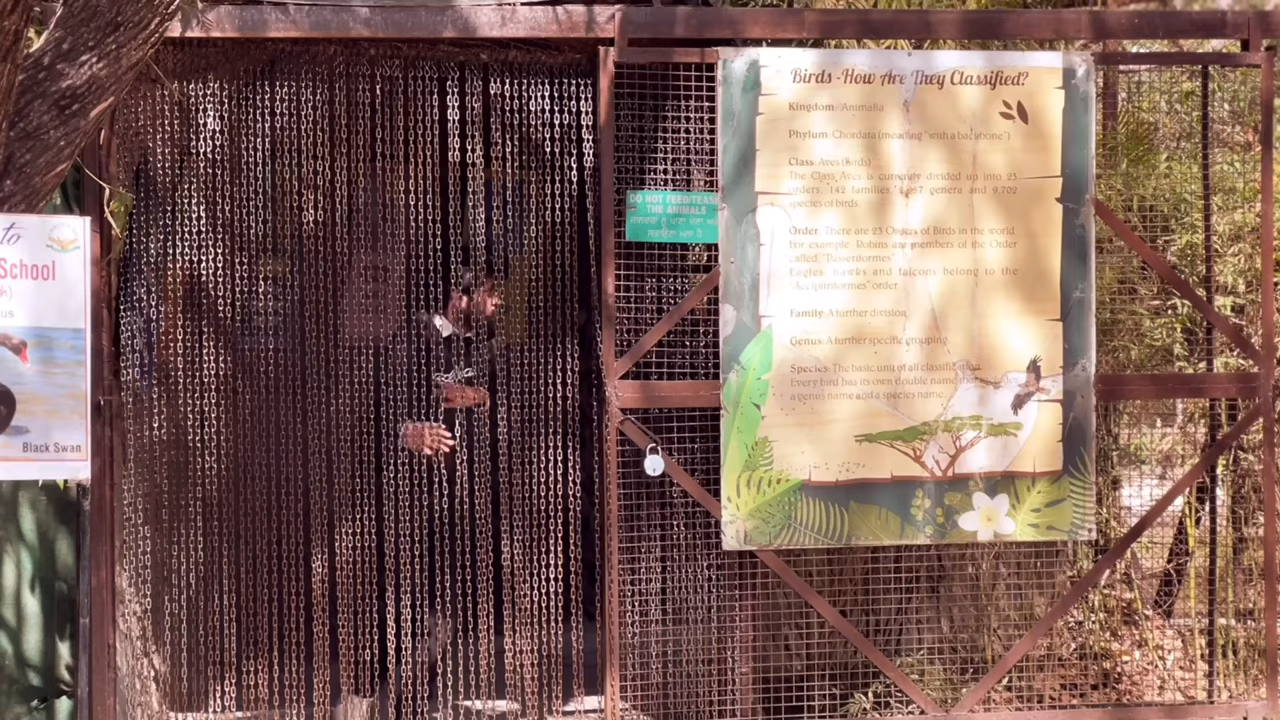 to
School
k)
us
Black Swan
DO NOT FEED/TEASE
THE ANIMALS
ਜਾਨਵਰਾਂ ਨੂੰ ਖਾਣਾ ਦੇਣਾ
ਸਤਾਉਣਾ ਮਨਾ ਹੈ
Birds -How Are They Classified?
Kingdom: Animalia
Phylum: Chordata (meaning "with a backbone")
Class: Aves (Birds)
The Class Aves is currently divided up into 23
orders, 142 families, genera and 9,702
species of birds.
Order: There are 23 Orders of Birds in the world.
For example Robins are members of the Order
called, "Passeriformes"
Eagles, hawks and falcons belong to the
"Accipitriformes" order
Family: A further division
Genus: A further specific grouping
Species: The basic unit of all classification.
Every bird has its own double name that
a genus name and a species name.